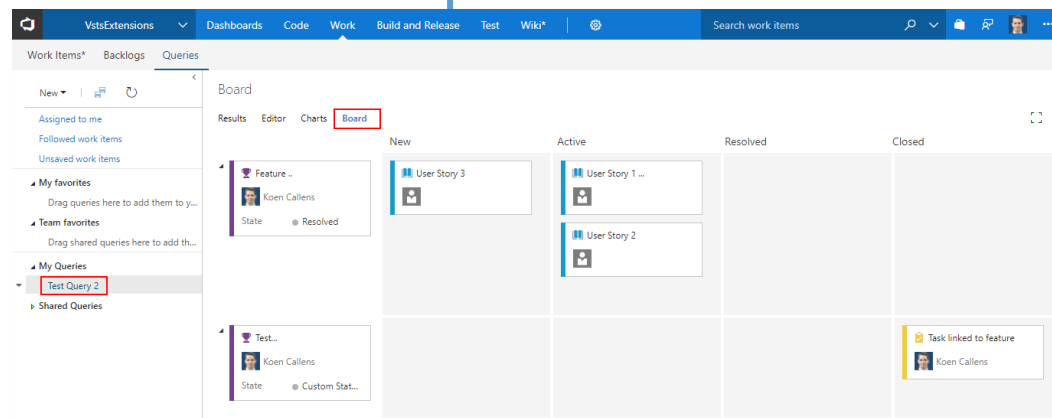 VstsExtensions Dashboards Code Work Build and Release Test Wiki* Search work items
Work Items* Backlogs Queries
New
Assigned to me
Followed work items
Unsaved work items
My favorites
Drag queries here to add them to y...
Team favorites
Drag shared queries here to add th...
My Queries
Test Query 2
Shared Queries
Board
Results Editor Charts Board
New Active Resolved Closed
Feature ..
Koen Callens
State Resolved
User Story 3
User Story 1 ...
User Story 2
Test...
Koen Callens
State Custom Stat...
Task linked to feature
Koen Callens